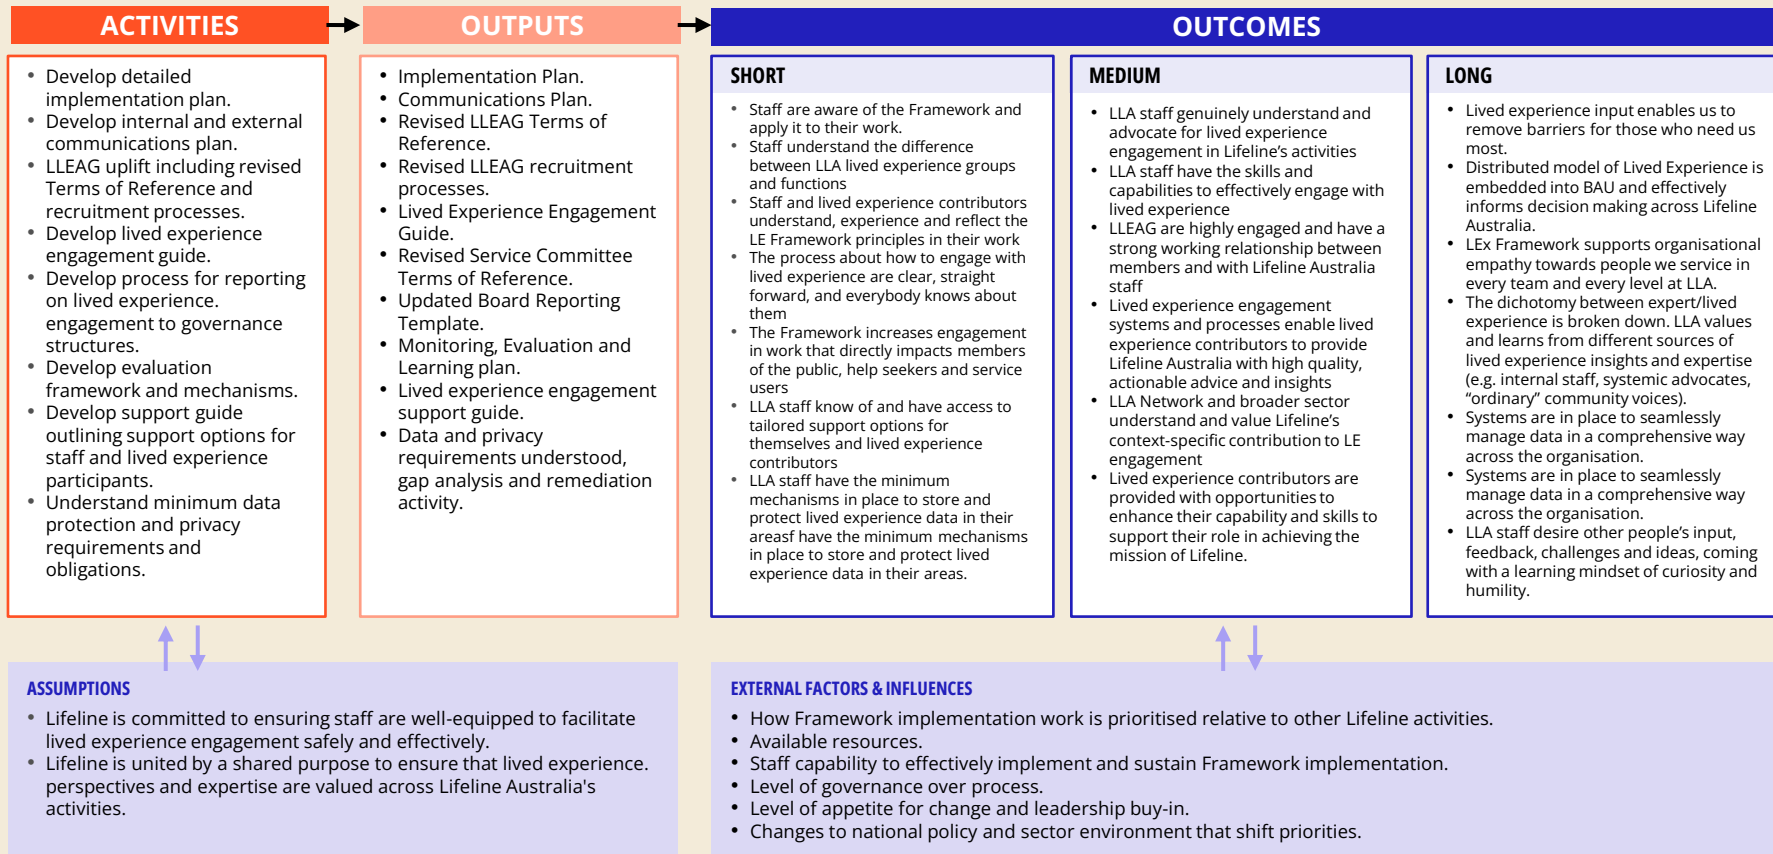 ACTIVITIES
OUTPUTS
OUTCOMES
• Develop detailed
implementation plan.
• Develop internal and external
communications plan.
• LLEAG uplift including revised
Terms of Reference and
recruitment processes.
• Develop lived experience
engagement guide.
• Develop process for reporting
on lived experience.
engagement to governance
structures.
• Develop evaluation
framework and mechanisms.
• Develop support guide
outlining support options for
staff and lived experience
participants.
• Understand minimum data
protection and privacy
requirements and
obligations.
• Implementation Plan.
• Communications Plan.
• Revised LLEAG Terms of
Reference.
• Revised LLEAG recruitment
processes.
• Lived Experience Engagement
Guide.
• Revised Service Committee
Terms of Reference.
• Updated Board Reporting
Template.
• Monitoring, Evaluation and
Learning plan.
• Lived experience engagement
support guide.
• Data and privacy
requirements understood,
gap analysis and remediation
activity.
SHORT
• Staff are aware of the Framework and
apply it to their work.
• Staff understand the difference
between LLA lived experience groups
and functions
• Staff and lived experience contributors
understand, experience and reflect the
LE Framework principles in their work
• The process about how to engage with
lived experience are clear, straight
forward, and everybody knows about
them
• The Framework increases engagement
in work that directly impacts members
of the public, help seekers and service
users
• LLA staff know of and have access to
tailored support options for
themselves and lived experience
contributors
• LLA staff have the minimum
mechanisms in place to store and
protect lived experience data in their
areasf have the minimum mechanisms
in place to store and protect lived
experience data in their areas.
MEDIUM
• LLA staff genuinely understand and
advocate for lived experience
engagement in Lifeline’s activities
• LLA staff have the skills and
capabilities to effectively engage with
lived experience
• LLEAG are highly engaged and have a
strong working relationship between
members and with Lifeline Australia
staff
• Lived experience engagement
systems and processes enable lived
experience contributors to provide
Lifeline Australia with high quality,
actionable advice and insights
• LLA Network and broader sector
understand and value Lifeline’s
context-specific contribution to LE
engagement
• Lived experience contributors are
provided with opportunities to
enhance their capability and skills to
support their role in achieving the
mission of Lifeline.
LONG
• Lived experience input enables us to
remove barriers for those who need us
most.
• Distributed model of Lived Experience is
embedded into BAU and effectively
informs decision making across Lifeline
Australia.
• LEx Framework supports organisational
empathy towards people we service in
every team and every level at LLA.
• The dichotomy between expert/lived
experience is broken down. LLA values
and learns from different sources of
lived experience insights and expertise
(e.g. internal staff, systemic advocates,
“ordinary” community voices).
• Systems are in place to seamlessly
manage data in a comprehensive way
across the organisation.
• Systems are in place to seamlessly
manage data in a comprehensive way
across the organisation.
• LLA staff desire other people’s input,
feedback, challenges and ideas, coming
with a learning mindset of curiosity and
humility.
ASSUMPTIONS
• Lifeline is committed to ensuring staff are well-equipped to facilitate
lived experience engagement safely and effectively.
• Lifeline is united by a shared purpose to ensure that lived experience.
perspectives and expertise are valued across Lifeline Australia's
activities.
EXTERNAL FACTORS & INFLUENCES
• How Framework implementation work is prioritised relative to other Lifeline activities.
• Available resources.
• Staff capability to effectively implement and sustain Framework implementation.
• Level of governance over process.
• Level of appetite for change and leadership buy-in.
• Changes to national policy and sector environment that shift priorities.